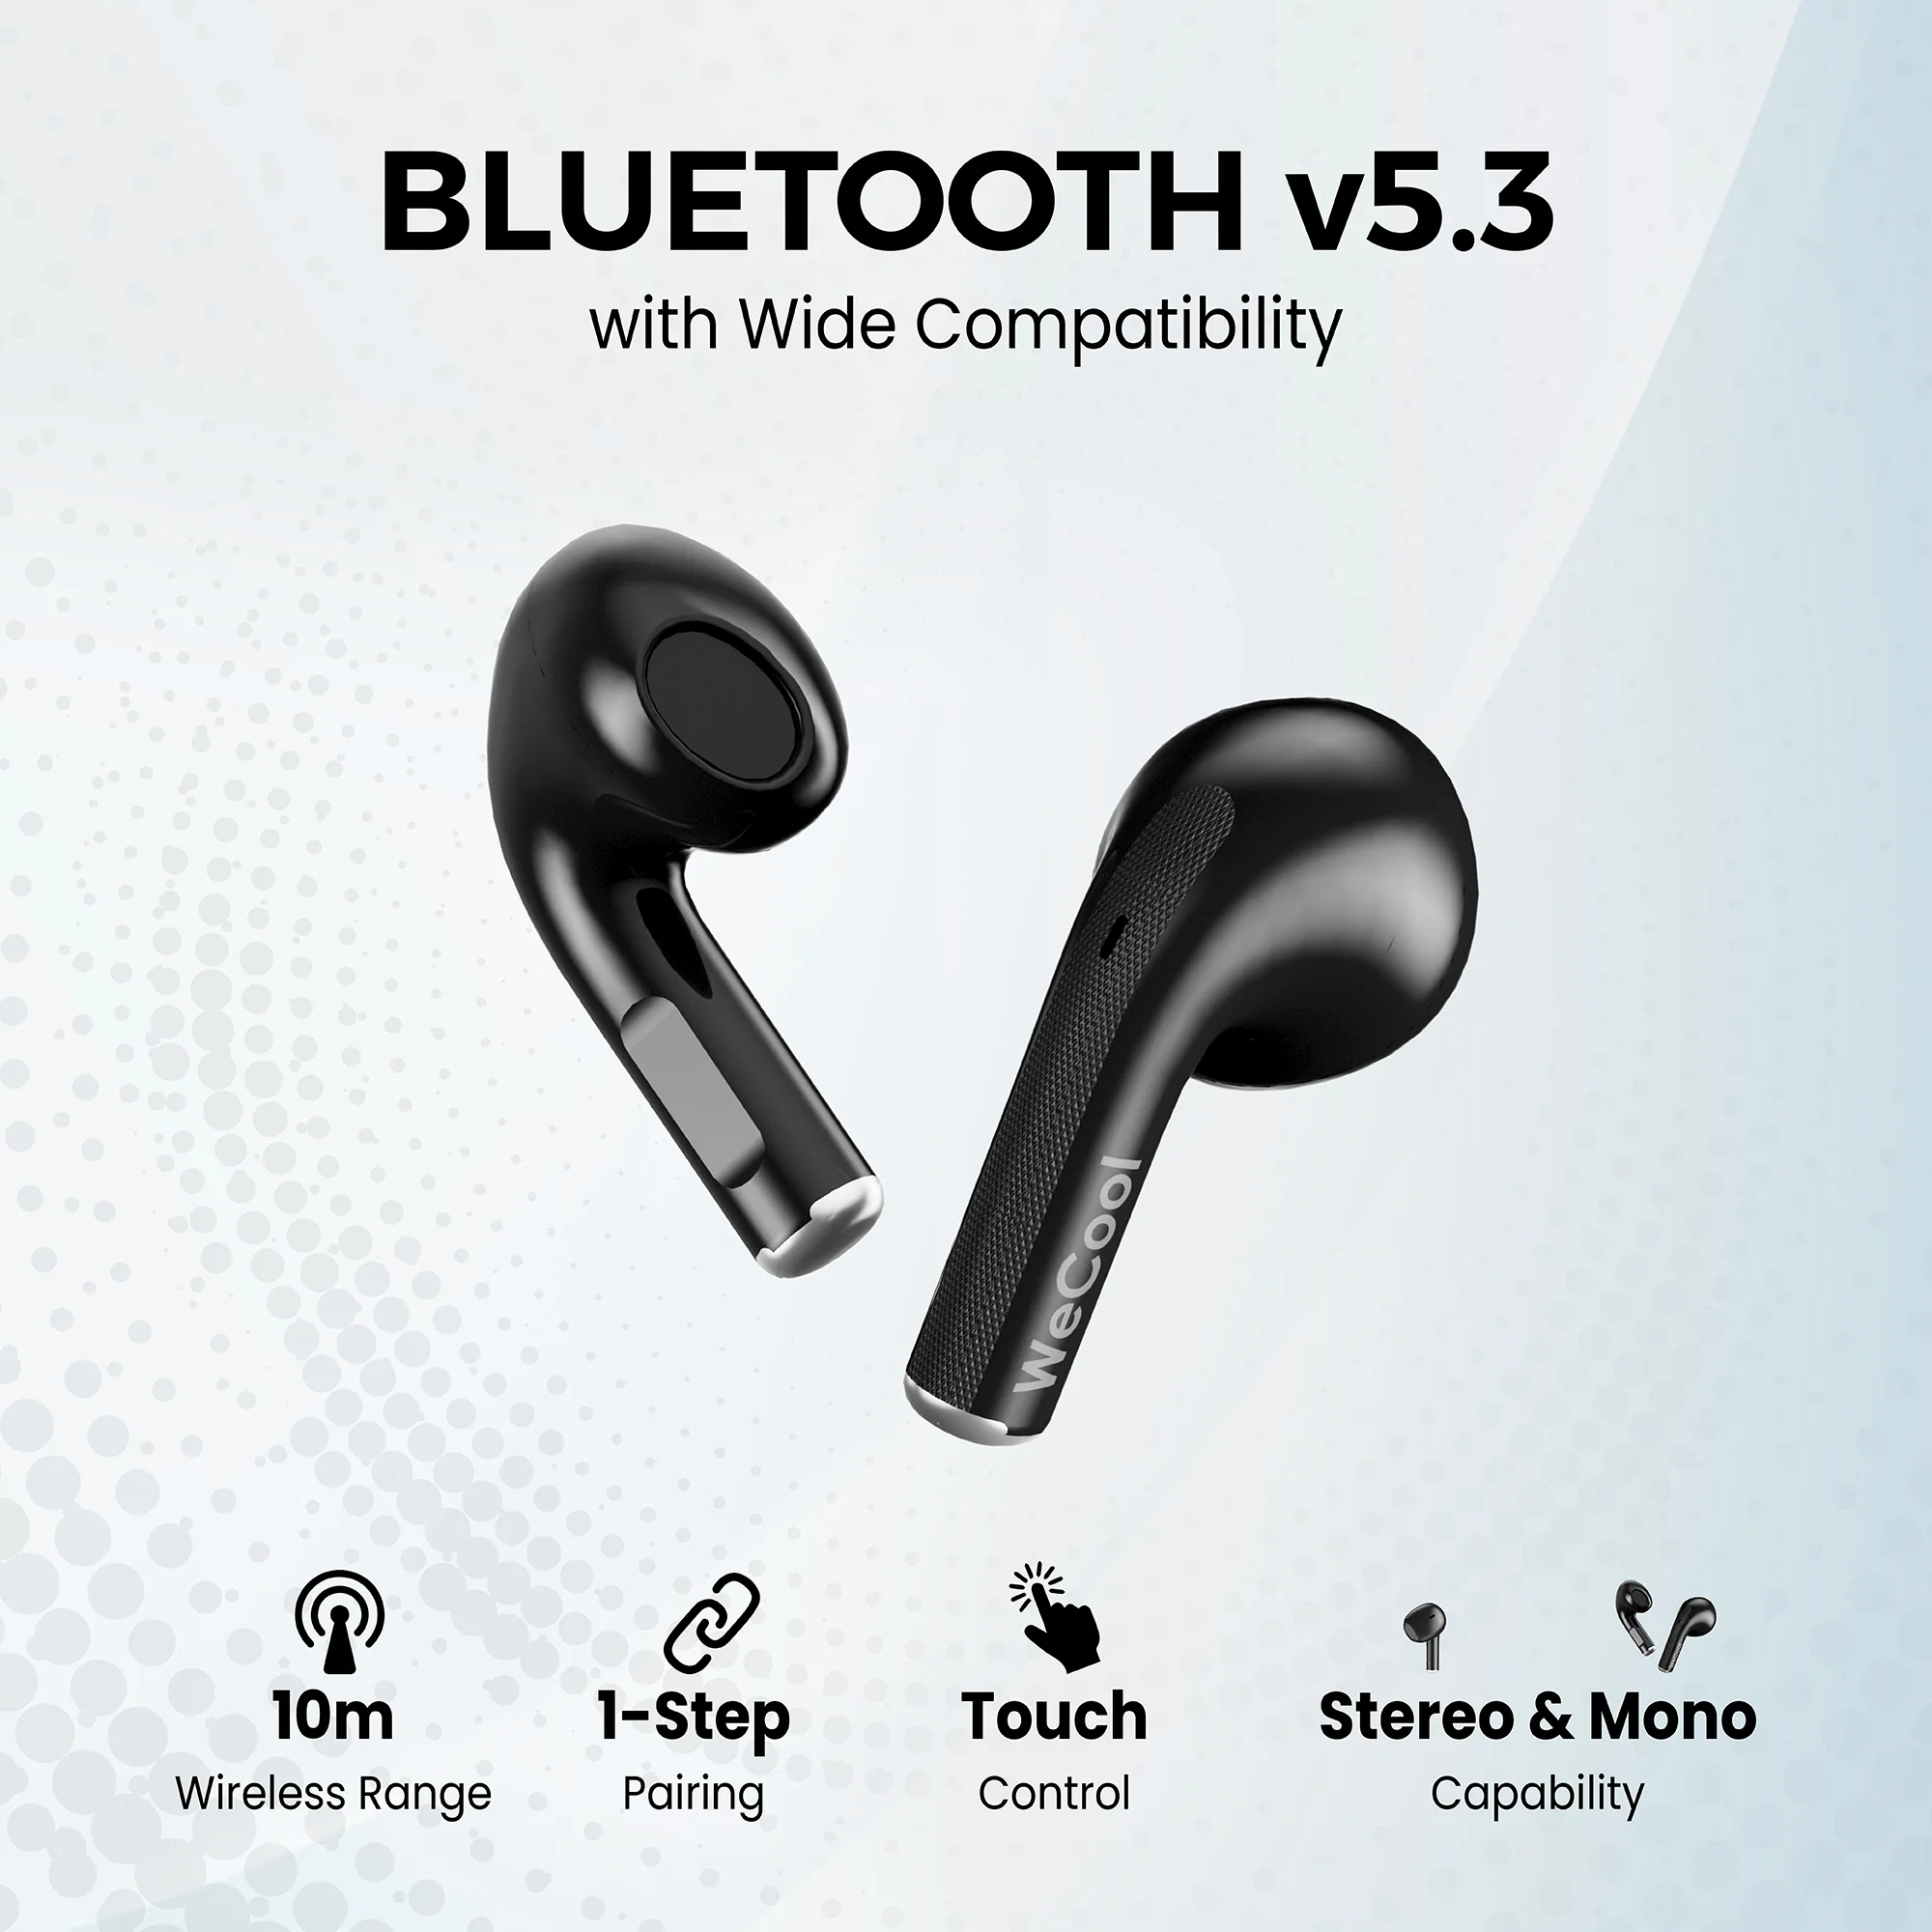 BLUETOOTH v5.3
with Wide Compatibility
WeCool
10m
Wireless Range
1-Step
Pairing
Touch
Control
Stereo & Mono
Capability